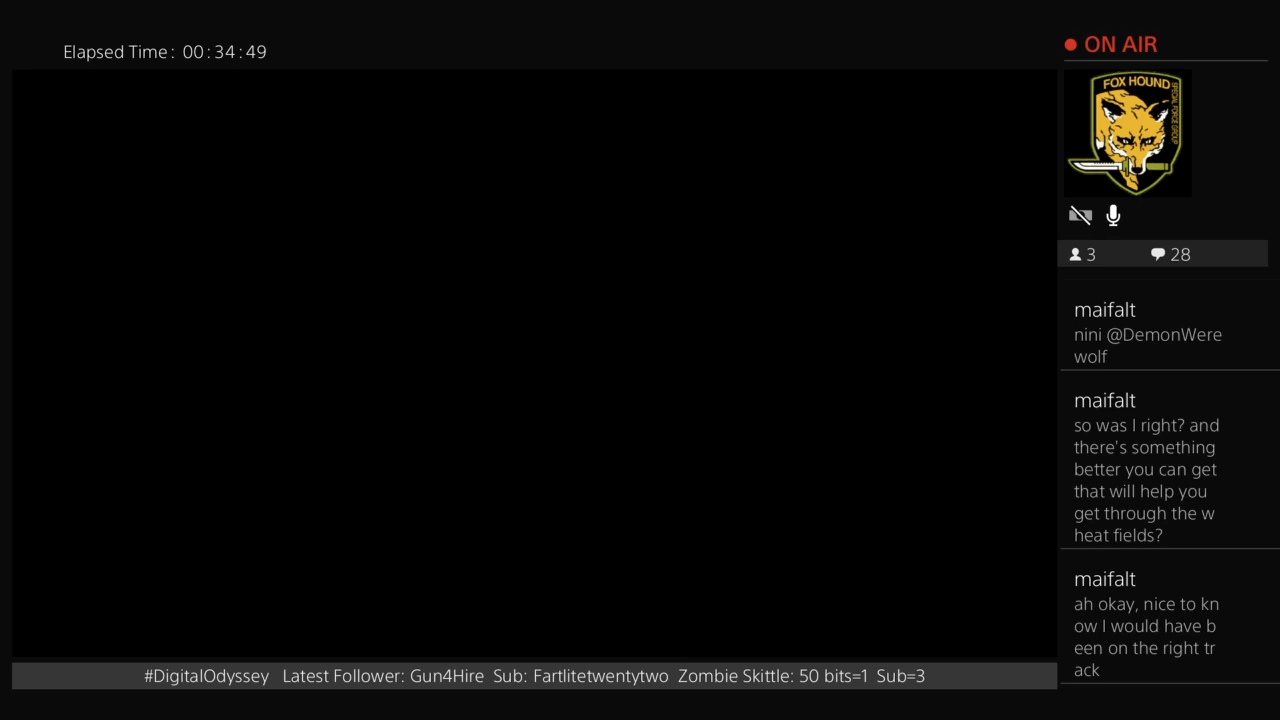 Elapsed Time: 00:34:49
ON AIR
FOX HOUND
SPECIAL FORCE GROUP
3 28
maifalt
nini @DemonWere
wolf
maifalt
so was I right? and
there's something
better you can get
that will help you
get through the w
heat fields?
maifalt
ah okay, nice to kn
ow I would have b
een on the right tr
ack
#DigitalOdyssey Latest Follower: Gun4Hire Sub: Fartlitetwentytwo Zombie Skittle: 50 bits=1 Sub=3